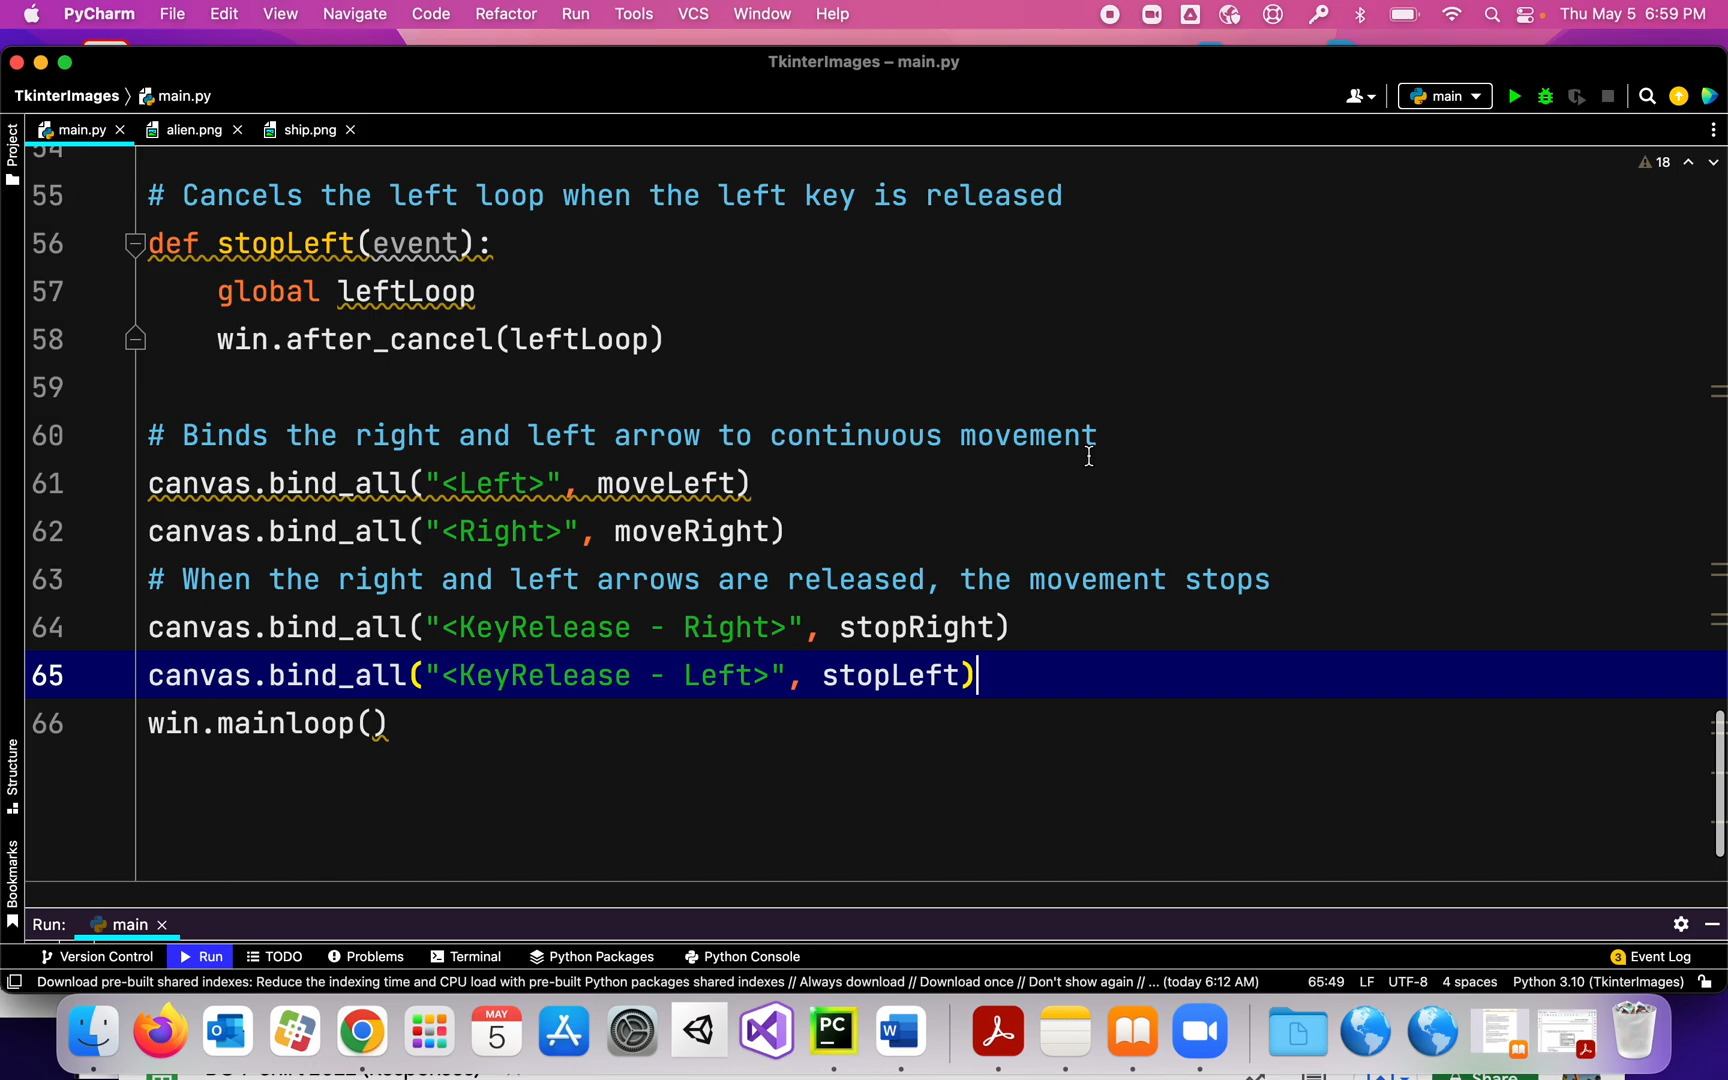 PyCharm File Edit View Navigate Code Refactor Run Tools VCS Window Help Thu May 5 6:59 PM
TkinterImages – main.py
TkinterImages main.py main
main.py alien.png ship.png
Project
54
18
55 # Cancels the left loop when the left key is released
56 def stopLeft(event):
57 global leftLoop
58 win.after_cancel(leftLoop)
59
60 # Binds the right and left arrow to continuous movement
61 canvas.bind_all("<Left>", moveLeft)
62 canvas.bind_all("<Right>", moveRight)
63 # When the right and left arrows are released, the movement stops
64 canvas.bind_all("<KeyRelease - Right>", stopRight)
65 canvas.bind_all("<KeyRelease - Left>", stopLeft)
66 win.mainloop()
Structure
Bookmarks
Run: main
Version Control Run TODO Problems Terminal Python Packages Python Console 3 Event Log
Download pre-built shared indexes: Reduce the indexing time and CPU load with pre-built Python packages shared indexes // Always download // Download once // Don't show again // ... (today 6:12 AM) 65:49 LF UTF-8 4 spaces Python 3.10 (TkinterImages)
MAY
5
PC
W